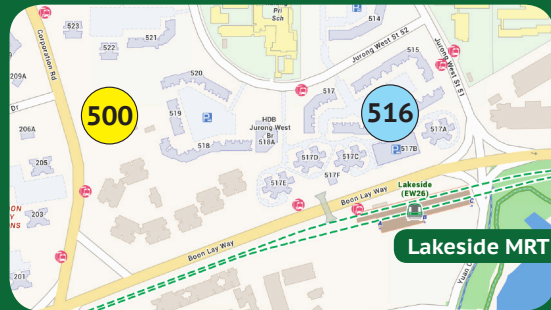 Pri
Sch
514
523
521
522
Corporation Rd
Jurong West St 52
515
520
209A
517
Jurong West St 51
500
516
519
HDB
Jurong West
Br
518A
206A
517A
518
517D
517C
517B
205
517F
517E
Lakeside
(EW26)
203
Boon Lay Way
Boon Lay Way
Lakeside MRT
201
Yuan